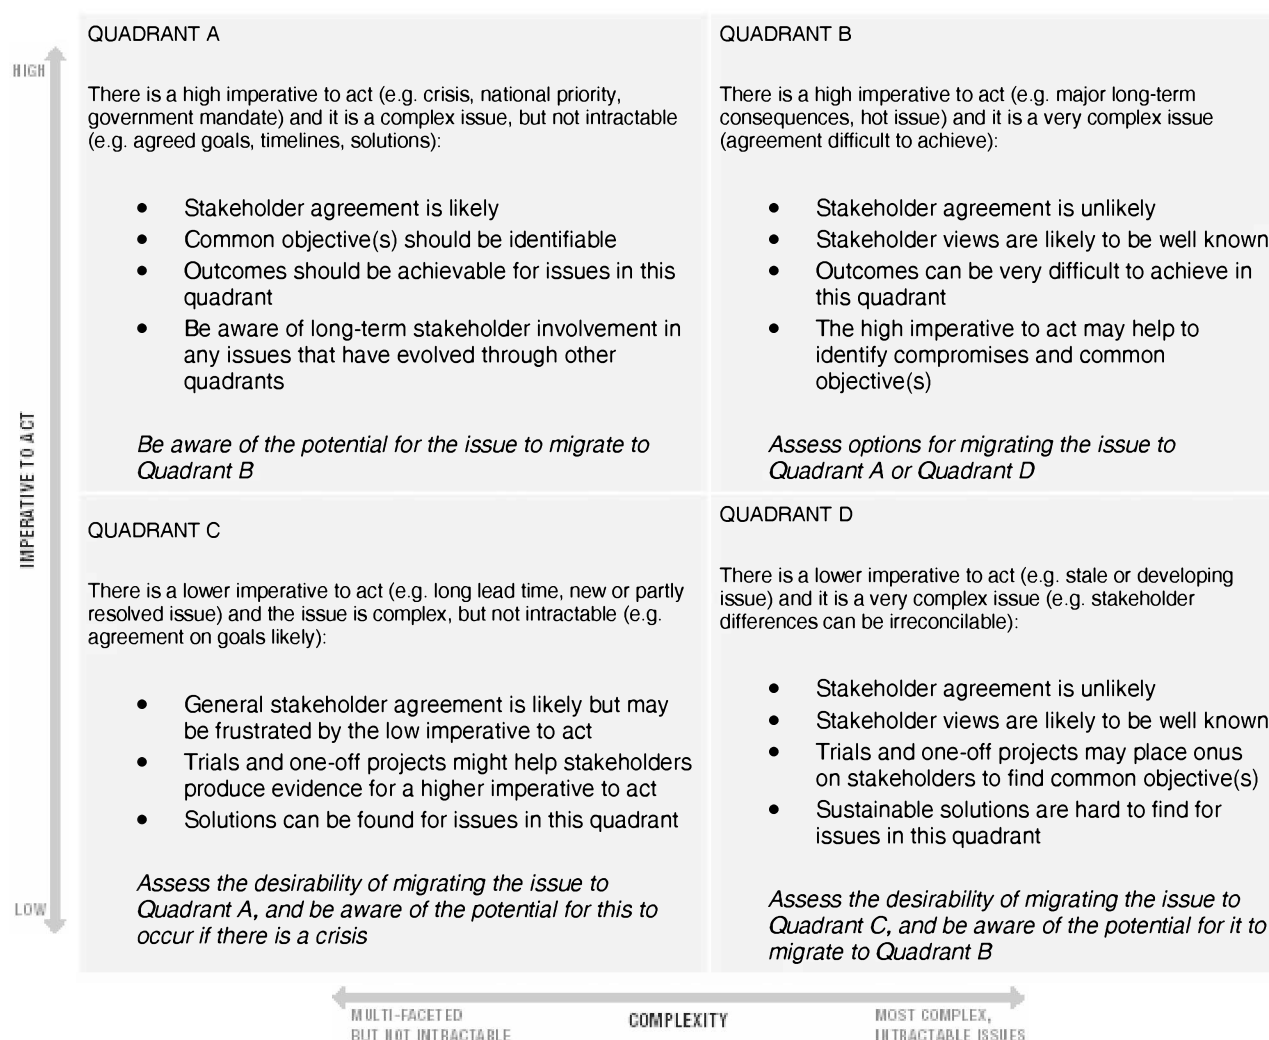 QUADRANT A
There is a high imperative to act (e.g. crisis, national priority,
government mandate) and it is a complex issue, but not intractable
(e.g. agreed goals, timelines, solutions):
• Stakeholder agreement is likely
• Common objective(s) should be identifiable
• Outcomes should be achievable for issues in this
quadrant
• Be aware of long-term stakeholder involvement in
any issues that have evolved through other
quadrants
Be aware of the potential for the issue to migrate to
Quadrant B
QUADRANT B
There is a high imperative to act (e.g. major long-term
consequences, hot issue) and it is a very complex issue
(agreement difficult to achieve):
• Stakeholder agreement is unlikely
• Stakeholder views are likely to be well known
• Outcomes can be very difficult to achieve in
this quadrant
• The high imperative to act may help to
identify compromises and common
objective(s)
Assess options for migrating the issue to
Quadrant A or Quadrant D
QUADRANT C
There is a lower imperative to act (e.g. long lead time, new or partly
resolved issue) and the issue is complex, but not intractable (e.g.
agreement on goals likely):
• General stakeholder agreement is likely but may
be frustrated by the low imperative to act
• Trials and one-off projects might help stakeholders
produce evidence for a higher imperative to act
• Solutions can be found for issues in this quadrant
Assess the desirability of migrating the issue to
Quadrant A, and be aware of the potential for this to
occur if there is a crisis
QUADRANT D
There is a lower imperative to act (e.g. stale or developing
issue) and it is a very complex issue (e.g. stakeholder
differences can be irreconcilable):
• Stakeholder agreement is unlikely
• Stakeholder views are likely to be well known
• Trials and one-off projects may place onus
on stakeholders to find common objective(s)
• Sustainable solutions are hard to find for
issues in this quadrant
Assess the desirability of migrating the issue to
Quadrant C, and be aware of the potential for it to
migrate to Quadrant B
HIGH
IMPERATIVE TO ACT
LOW
MULTI-FACETED
BUT NOT INTRACTABLE
COMPLEXITY
MOST COMPLEX,
INTRACTABLE ISSUES